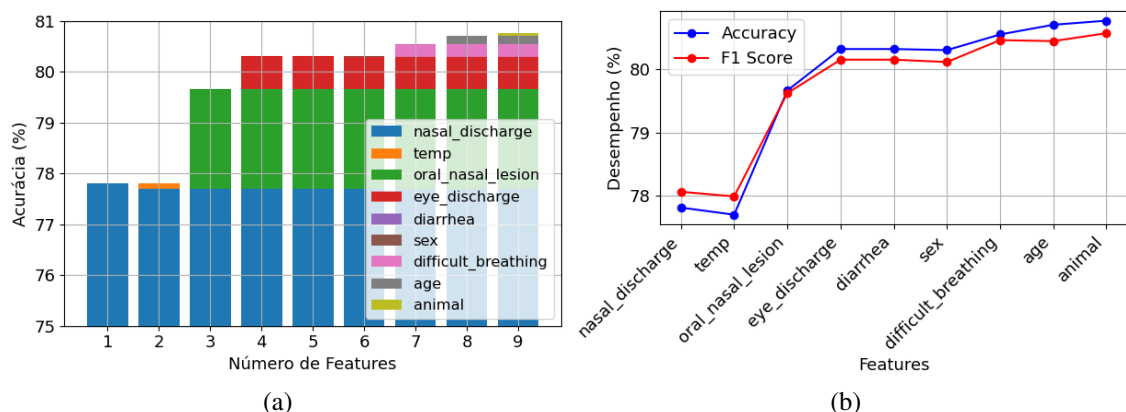 81
80
79
78
77
76
75
Acurácia (%)
nasal_discharge
temp
oral_nasal_lesion
eye_discharge
diarrhea
sex
difficult_breathing
age
animal
1 2 3 4 5 6 7 8 9
Número de Features
(a)
Accuracy
F1 Score
80
79
78
Desempenho (%)
nasal_discharge
temp
oral_nasal_lesion
eye_discharge
diarrhea
sex
difficult_breathing
age
animal
Features
(b)